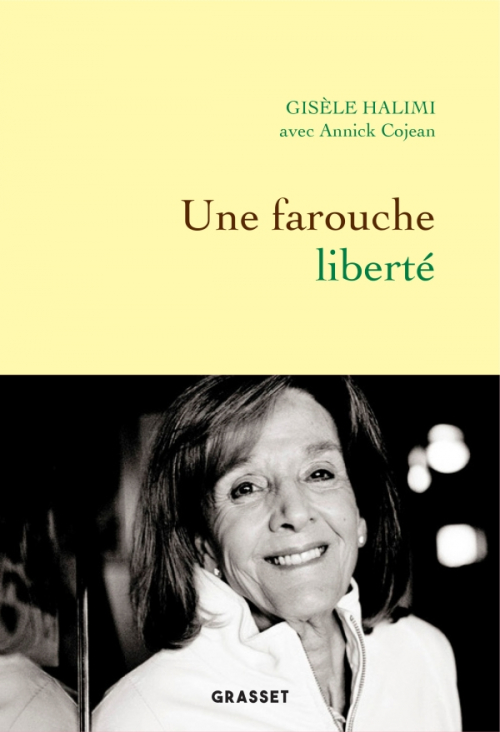 GISÈLE HALIMI
avec Annick Cojean
Une farouche
liberté
GRASSET